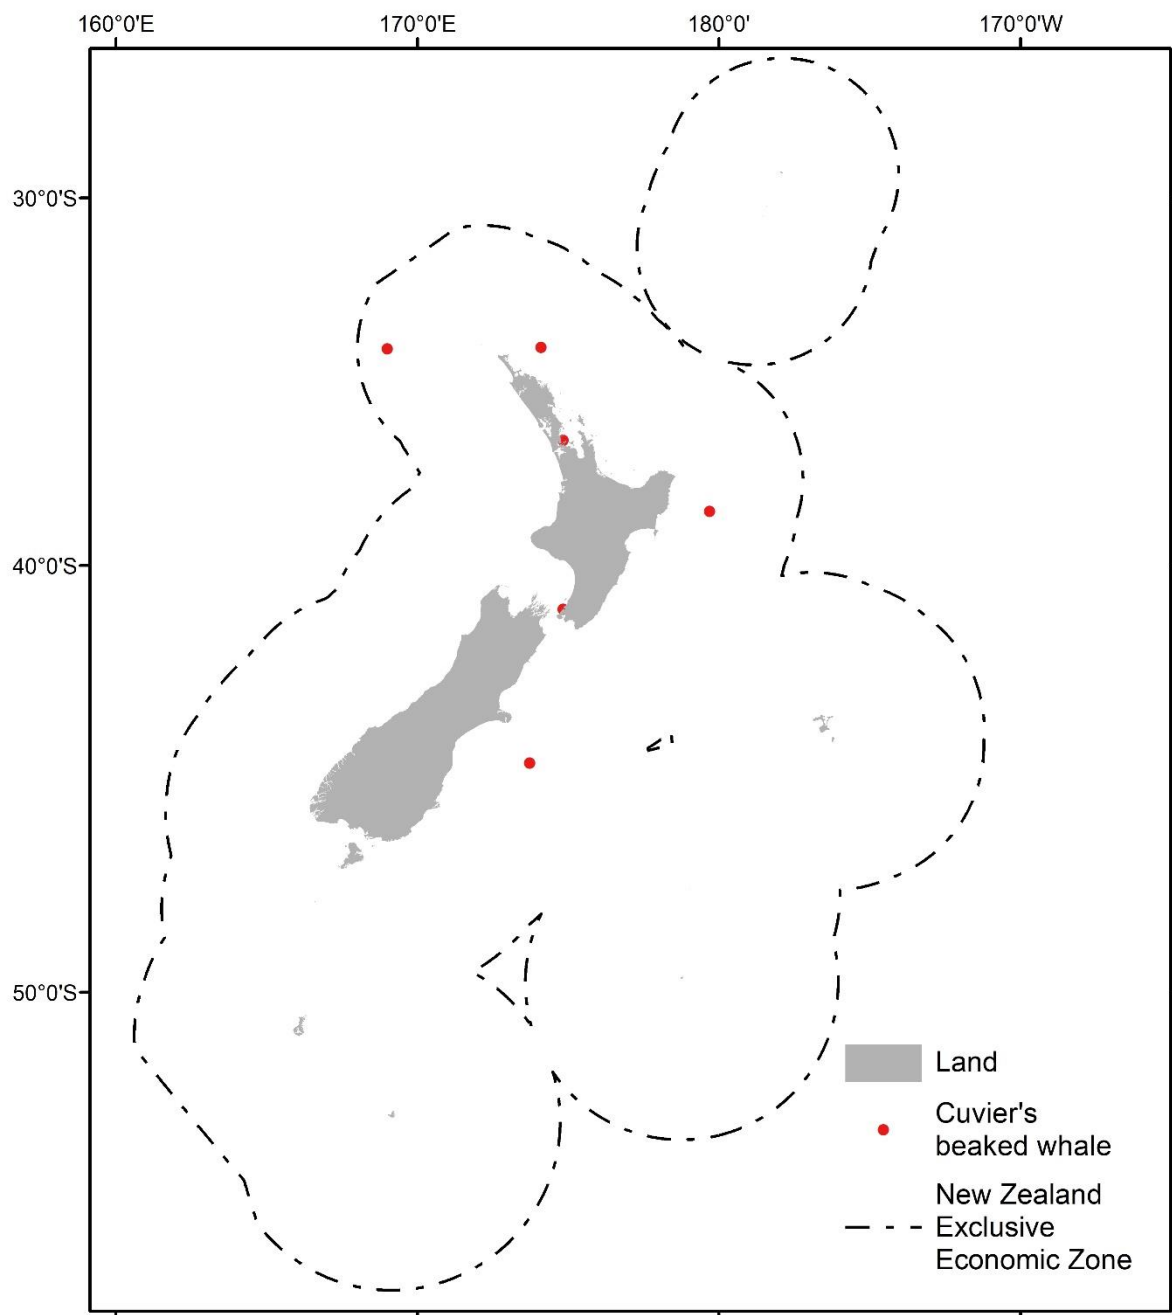 160°0'E
170°0'E
180°0'
170°0'W
30°0'S
40°0'S
50°0'S
Land
Cuvier's
beaked whale
New Zealand
Exclusive
Economic Zone